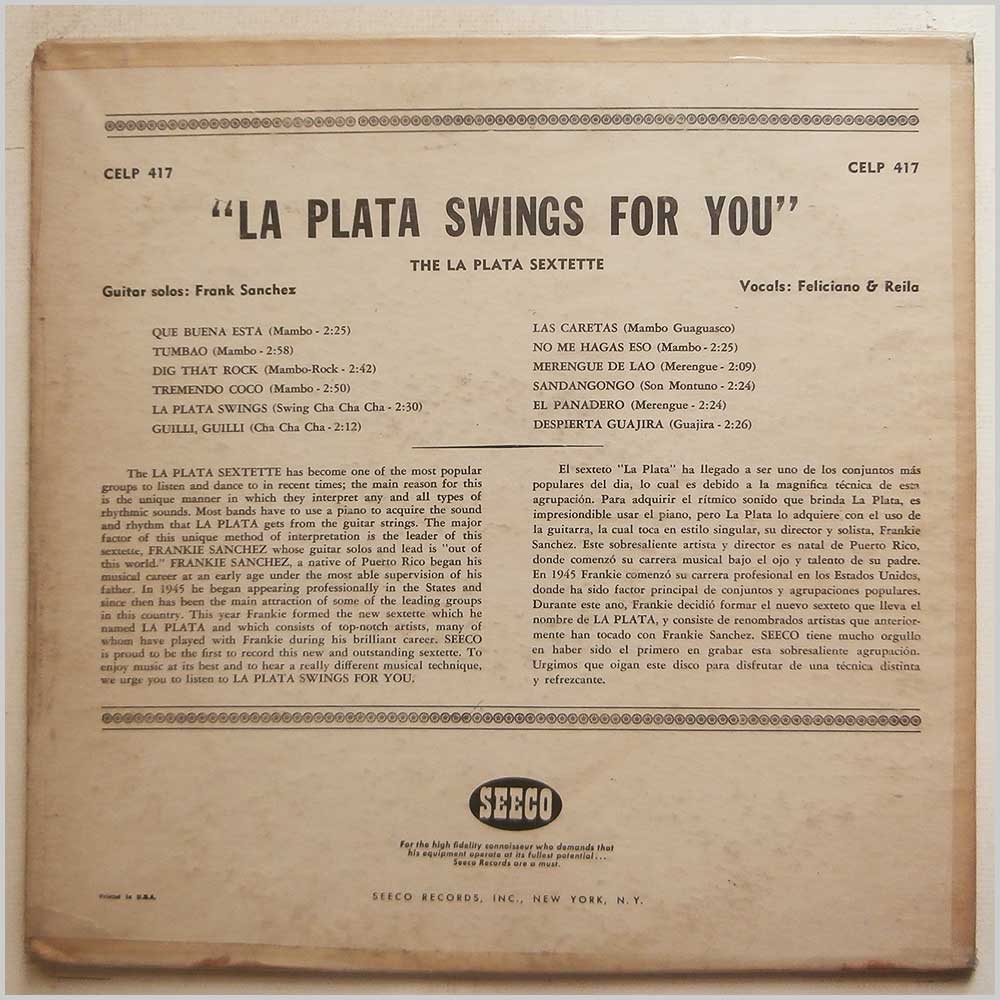 CELP 417
CELP 417
"LA PLATA SWINGS FOR YOU"
THE LA PLATA SEXTETTE
Guitar solos: Frank Sanchez
Vocals: Feliciano & Reila
QUE BUENA ESTA (Mambo - 2:25)
TUMBAO (Mambo - 2:58)
DIG THAT ROCK (Mambo-Rock - 2:42)
TREMENDO COCO (Mambo - 2:50)
LA PLATA SWINGS (Swing Cha Cha Cha - 2:30)
GUILLI, GUILLI (Cha Cha Cha - 2:12)
LAS CARETAS (Mambo Guaguasco)
NO ME HAGAS ESO (Mambo - 2:25)
MERENGUE DE LAO (Merengue - 2:09)
SANDANGONGO (Son Montuno - 2:24)
EL PANADERO (Merengue - 2:24)
DESPIERTA GUAJIRA (Guajira - 2:26)
The LA PLATA SEXTETTE has become one of the most popular
groups to listen and dance to in recent times; the main reason for this
is the unique manner in which they interpret any and all types of
rhythmic sounds. Most bands have to use a piano to acquire the sound
and rhythm that LA PLATA gets from the guitar strings. The major
factor of this unique method of interpretation is the leader of this
sextette, FRANKIE SANCHEZ whose guitar solos and lead is "out of
this world." FRANKIE SANCHEZ, a native of Puerto Rico began his
musical career at an early age under the most able supervision of his
father. In 1945 he began appearing professionally in the States and
since then has been the main attraction of some of the leading groups
in this country. This year Frankie formed the new sextette which he
named LA PLATA and which consists of top-notch artists, many of
whom have played with Frankie during his brilliant career. SEECO
is proud to be the first to record this new and outstanding sextette. To
enjoy music at its best and to hear a really different musical technique,
we urge you to listen to LA PLATA SWINGS FOR YOU.
El sexteto "La Plata" ha llegado a ser uno de los conjuntos más
populares del dia, lo cual es debido a la magnifica técnica de esta
agrupación. Para adquirir el rítmico sonido que brinda La Plata, es
impresiondible usar el piano, pero La Plata lo adquiere con el uso de
la guitarra, la cual toca en estilo singular, su director y solista, Frankie
Sanchez. Este sobresaliente artista y director es natal de Puerto Rico,
donde comenzó su carrera musical bajo el ojo y talento de su padre.
En 1945 Frankie comenzó su carrera profesional en los Estados Unidos,
donde ha sido factor principal de conjuntos y agrupaciones populares.
Durante este ano, Frankie decidió formar el nuevo sexteto que lleva el
nombre de LA PLATA, y consiste de renombrados artistas que anterior-
mente han tocado con Frankie Sanchez. SEECO tiene mucho orgullo
en haber sido el primero en grabar esta sobresaliente agrupación.
Urgimos que oigan este disco para disfrutar de una técnica distinta
y refrezcante.
SEECO
For the high fidelity connoisseur who demands that
his equipment operate at its fullest potential...
Seeco Records are a must.
Printed in U.S.A.
SEECO RECORDS, INC., NEW YORK, N. Y.